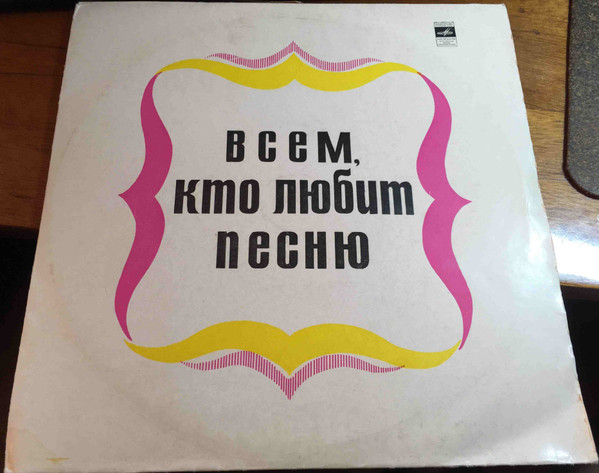 всем,
кто любит
песню